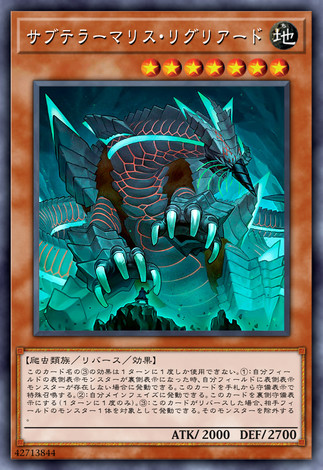 サブテラーマリス・リグリアード
地
【爬虫類族/リバース/効果】
このカード名の③の効果は1ターンに1度しか使用できない。①:自分フィ
ールドの表側表示モンスターが裏側表示になった時、自分フィールドに表側表示
モンスターが存在しない場合に発動できる。このカードを手札から守備表示で
特殊召喚する。②:自分メインフェイズに発動できる。このカードを裏側守備表
示にする(1ターンに1度のみ)。③:このカードがリバースした場合、相手フィ
ールドのモンスター1体を対象として発動できる。そのモンスターを除外する
ATK/ 2000 DEF/2700
42713844